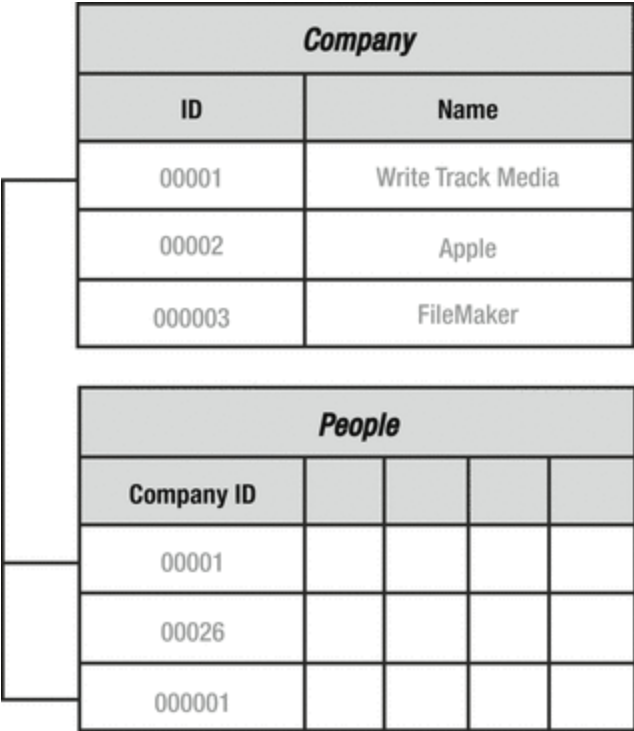 Company
ID Name
00001 Write Track Media
00002 Apple
000003 FileMaker
People
Company ID
00001
00026
000001